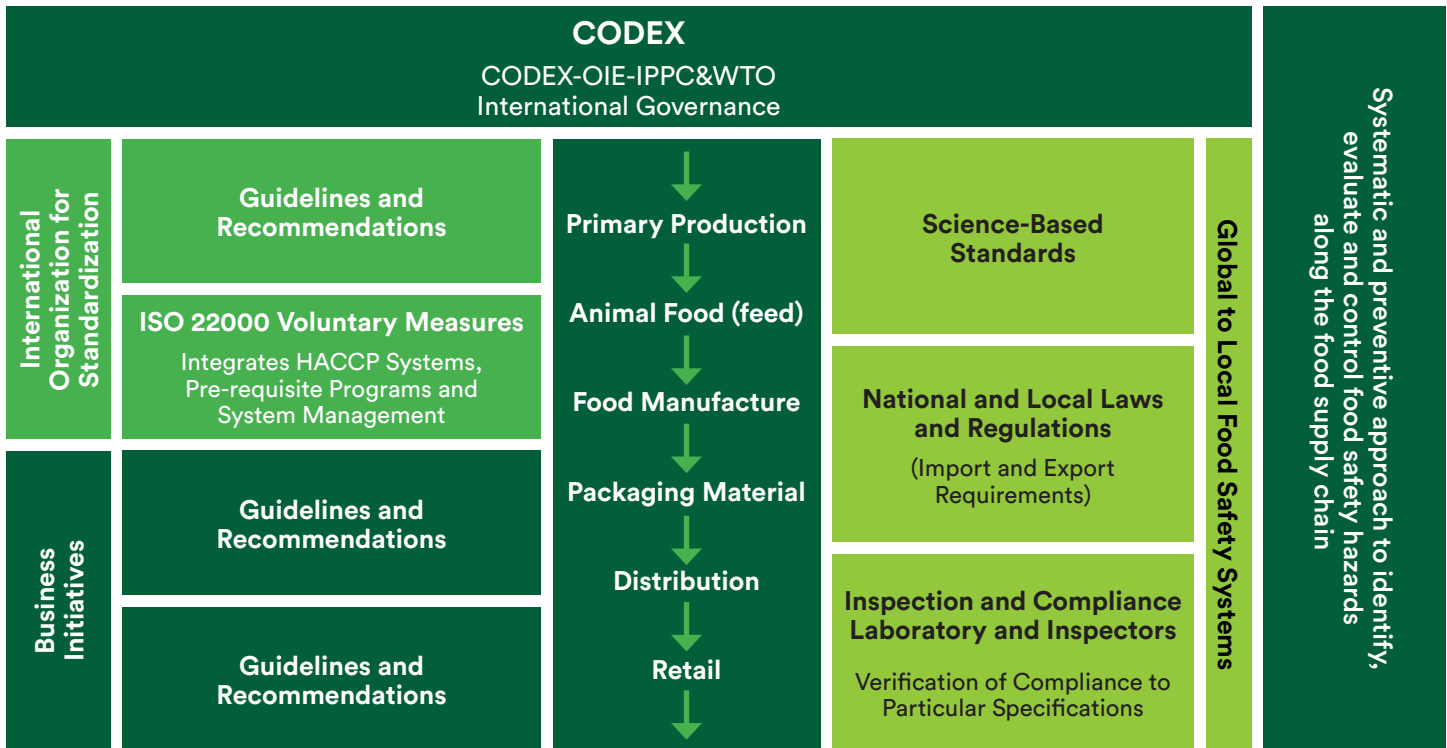 CODEX
CODEX-OIE-IPPC&WTO
International Governance
International
Organization for
Standardization
Guidelines and
Recommendations
ISO 22000 Voluntary Measures
Integrates HACCP Systems,
Pre-requisite Programs and
System Management
Business
Initiatives
Guidelines and
Recommendations
Guidelines and
Recommendations
Primary Production
Animal Food (feed)
Food Manufacture
Packaging Material
Distribution
Retail
Science-Based
Standards
National and Local Laws
and Regulations
(Import and Export
Requirements)
Inspection and Compliance
Laboratory and Inspectors
Verification of Compliance to
Particular Specifications
Global to Local Food Safety Systems
Systematic and preventive approach to identify,
evaluate and control food safety hazards
along the food supply chain